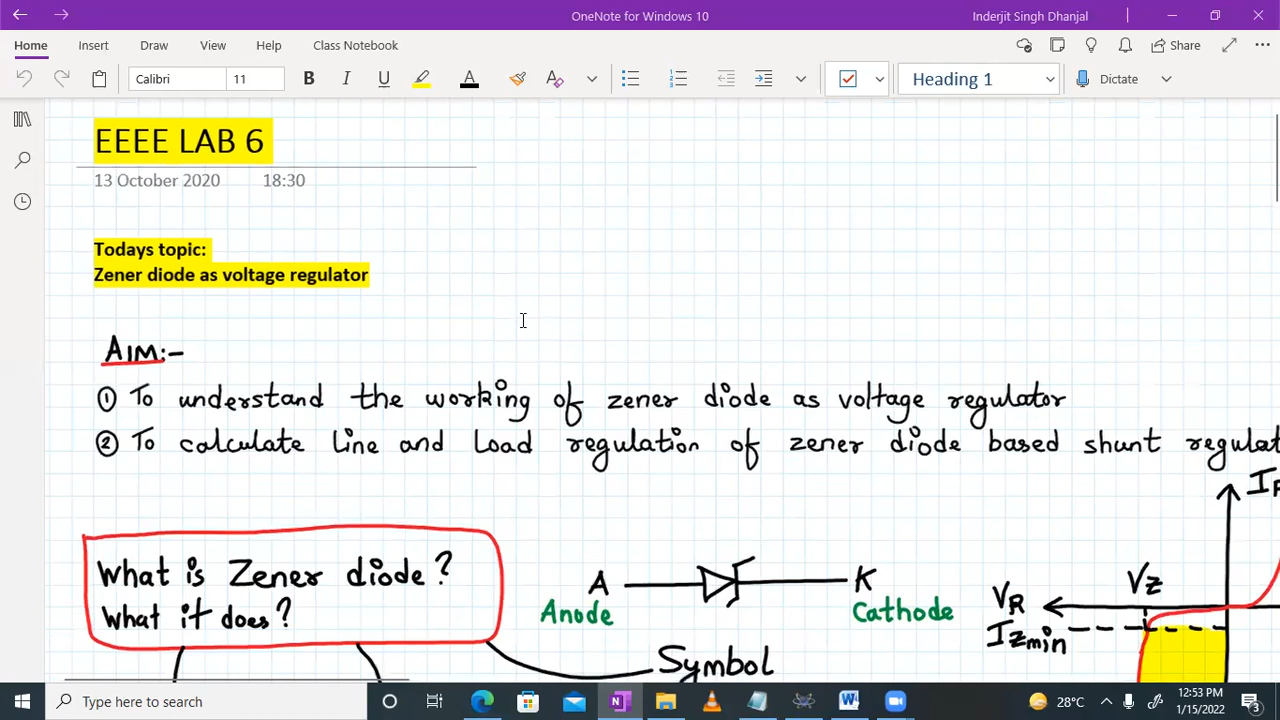 OneNote for Windows 10
Inderjit Singh Dhanjal
Home Insert Draw View Help Class Notebook
Share
Calibri 11 B I U A Heading 1 Dictate
EEEE LAB 6
13 October 2020 18:30
Todays topic:
Zener diode as voltage regulator
AIM:-
① To understand the working of zener diode as voltage regulator
② To calculate line and Load regulation of zener diode based shunt
What is Zener diode?
What it does?
A K
Anode Cathode
Symbol
VR VZ
IZmin
Type here to search
28°C
12:53 PM
1/15/2022
3